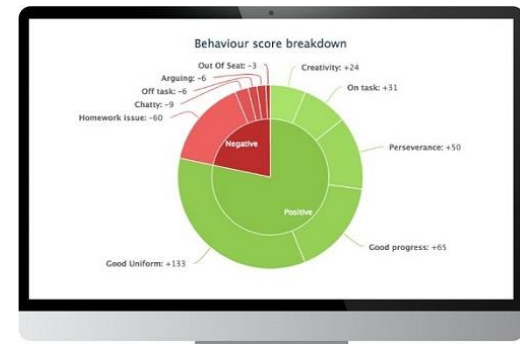 Behaviour score breakdown
Out Of Seat: -3
Creativity: +24
Arguing: -6
On task: +31
Off task: -6
Chatty: -9
Homework issue: -60
Negative
Perseverance: +50
Positive
Good progress: +65
Good Uniform: +133